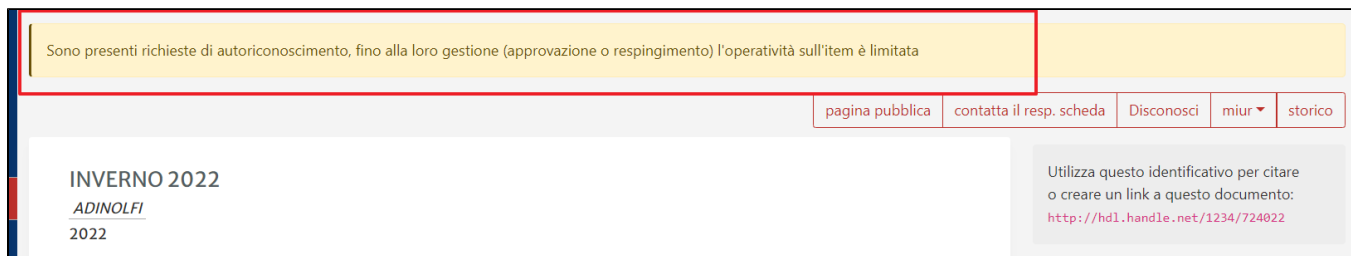 Sono presenti richieste di autoriconoscimento, fino alla loro gestione (approvazione o respingimento) l'operatività sull'item è limitata
pagina pubblica contatta il resp. scheda Disconosci miur storico
INVERNO 2022
ADINOLFI
2022
Utilizza questo identificativo per citare
o creare un link a questo documento:
http://hdl.handle.net/1234/724022